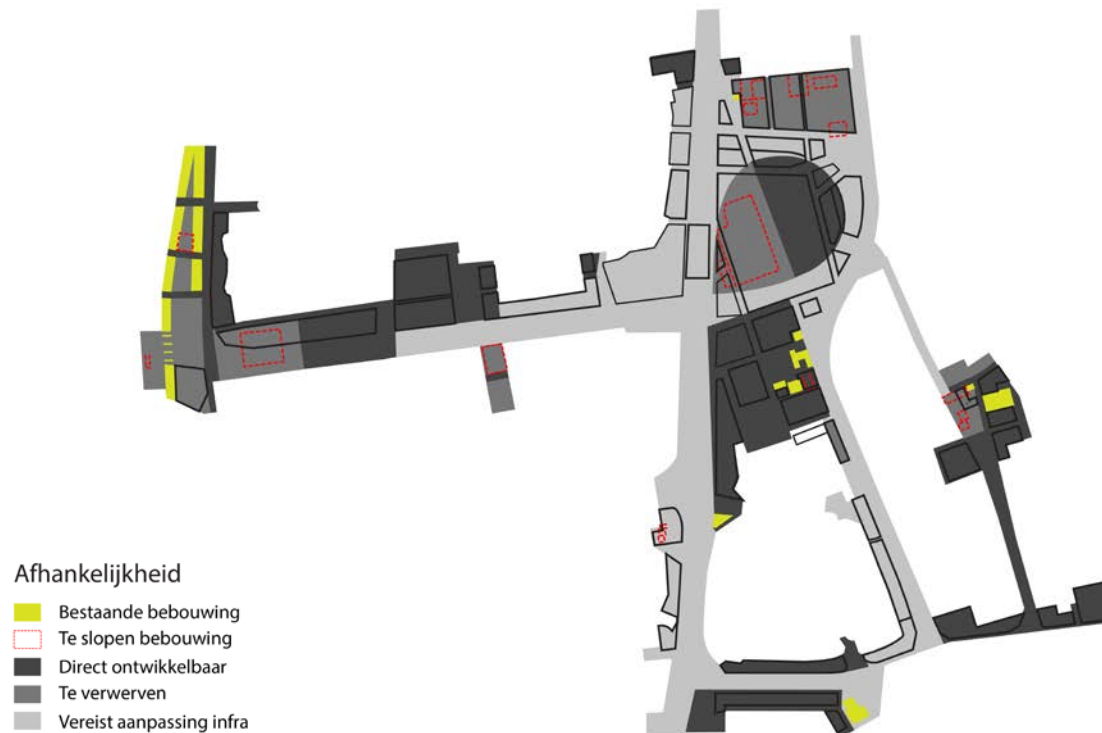 Afhankelijkheid
Bestaande bebouwing
Te slopen bebouwing
Direct ontwikkelbaar
Te verwerven
Vereist aanpassing infra